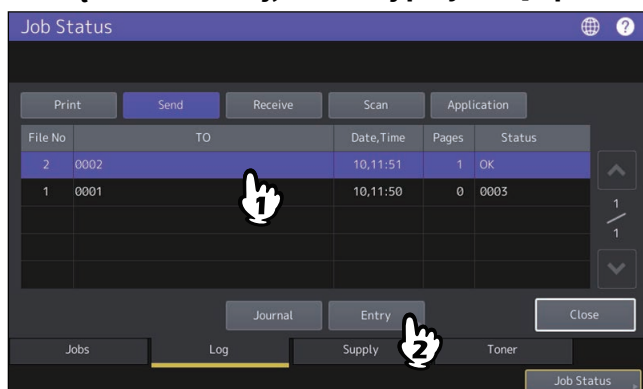 Job Status
Print Send Receive Scan Application
File No TO Date,Time Pages Status
2 0002 10,11:51 1 OK
1 0001 10,11:50 0 0003
1
1
1
Journal Entry Close
2
Jobs Log Supply Toner
Job Status